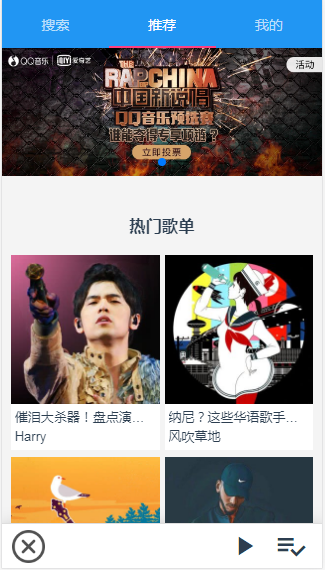 搜索
推荐
我的
QQ音乐
iQIYI 爱奇艺
活动
THE
RAP CHINA
中国新说唱
QQ音乐预选赛
谁能夺得专享顺链？
立即投票
热门歌单
催泪大杀器！盘点演…
Harry
纳尼？这些华语歌手…
风吹草地